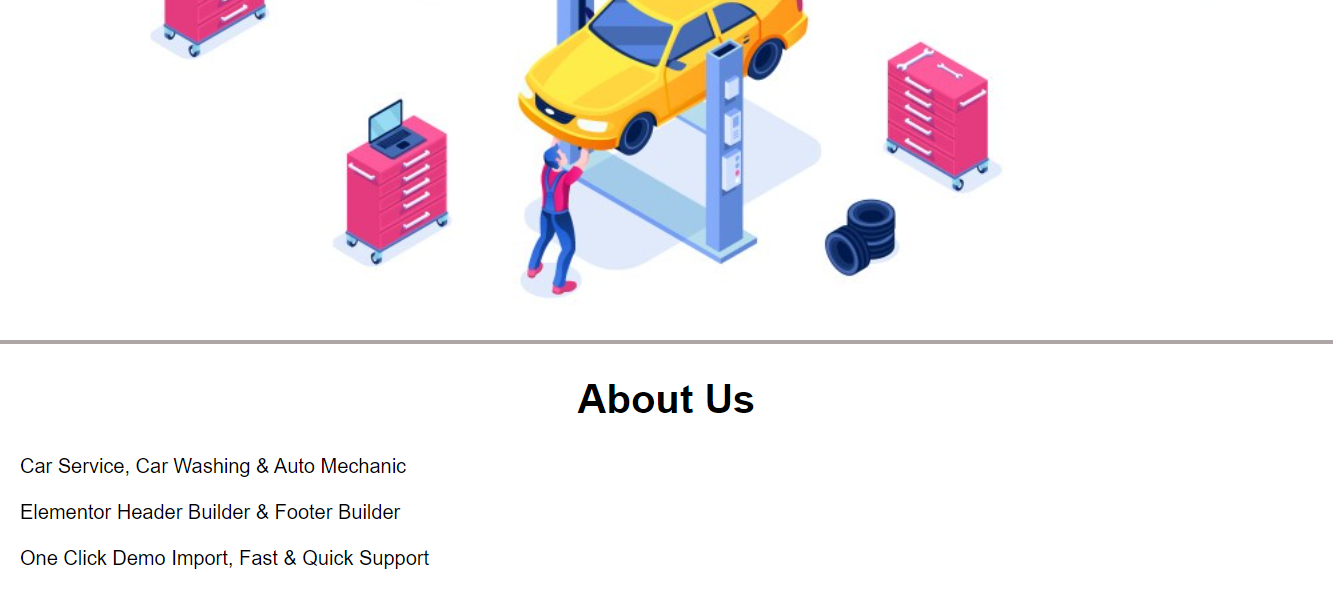 About Us
Car Service, Car Washing & Auto Mechanic
Elementor Header Builder & Footer Builder
One Click Demo Import, Fast & Quick Support